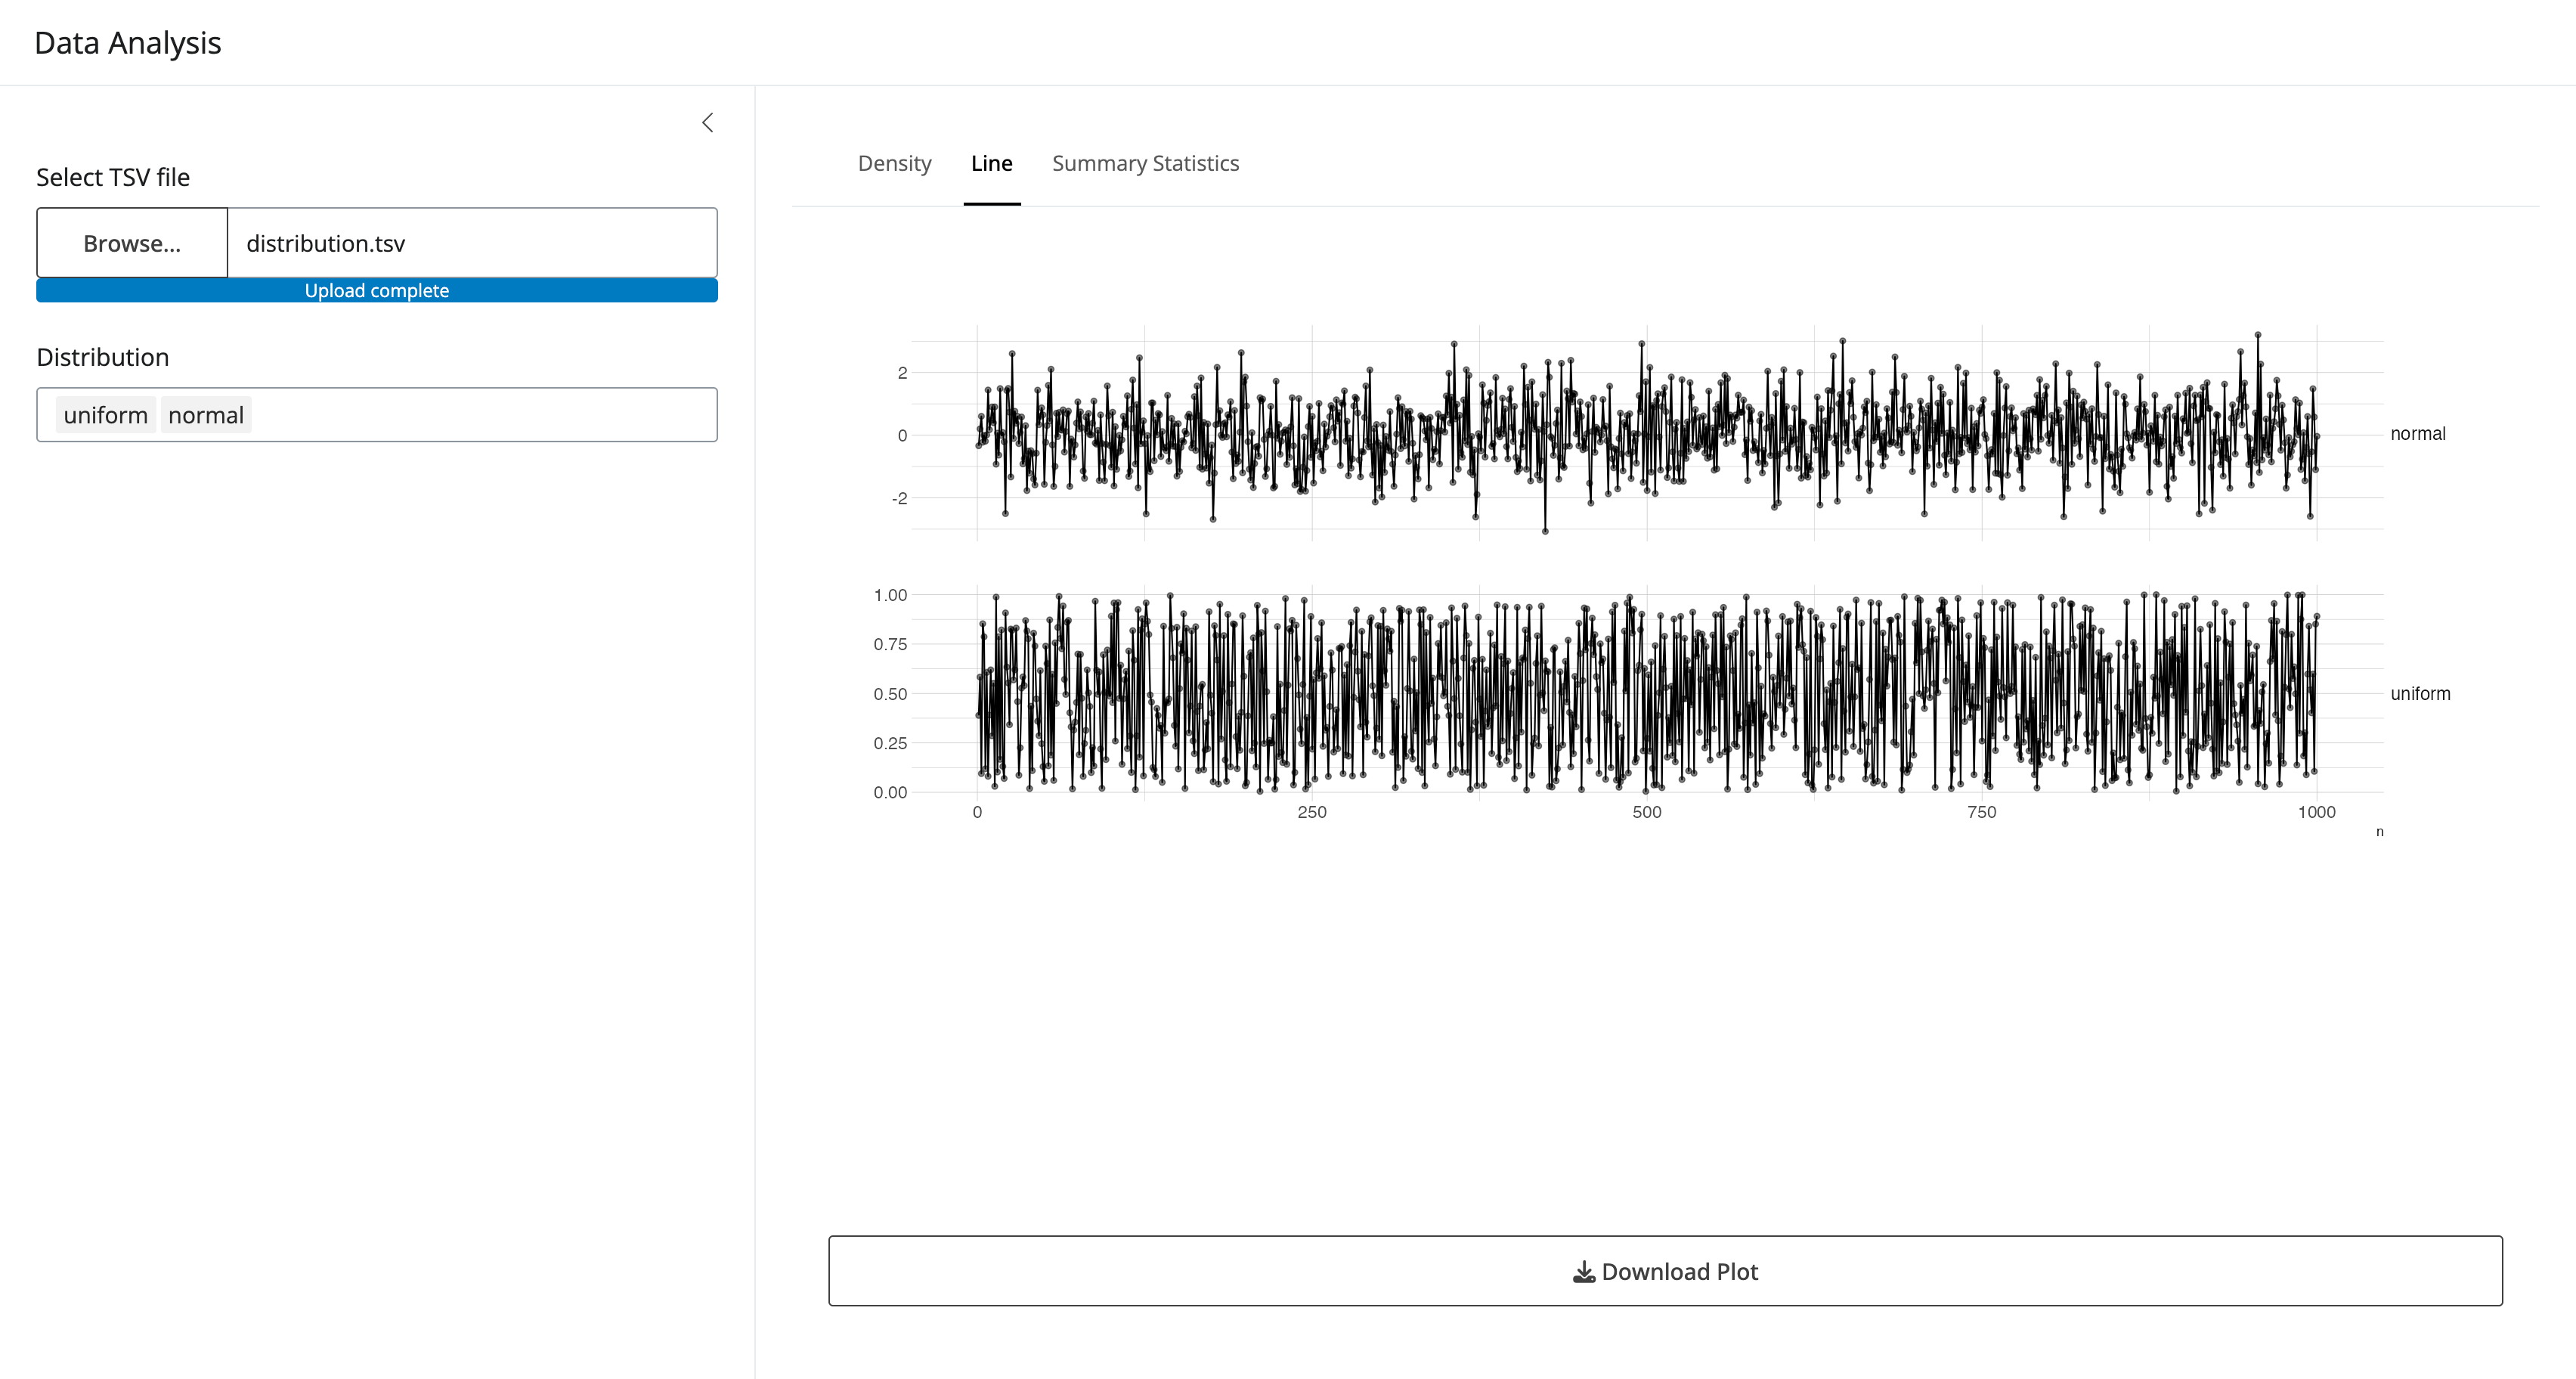 Data Analysis
Select TSV file
Browse... distribution.tsv
Upload complete
Distribution
uniform normal
Density Line Summary Statistics
2
0
-2
normal
1.00
0.75
0.50
0.25
0.00
uniform
0 250 500 750 1000
n
Download Plot